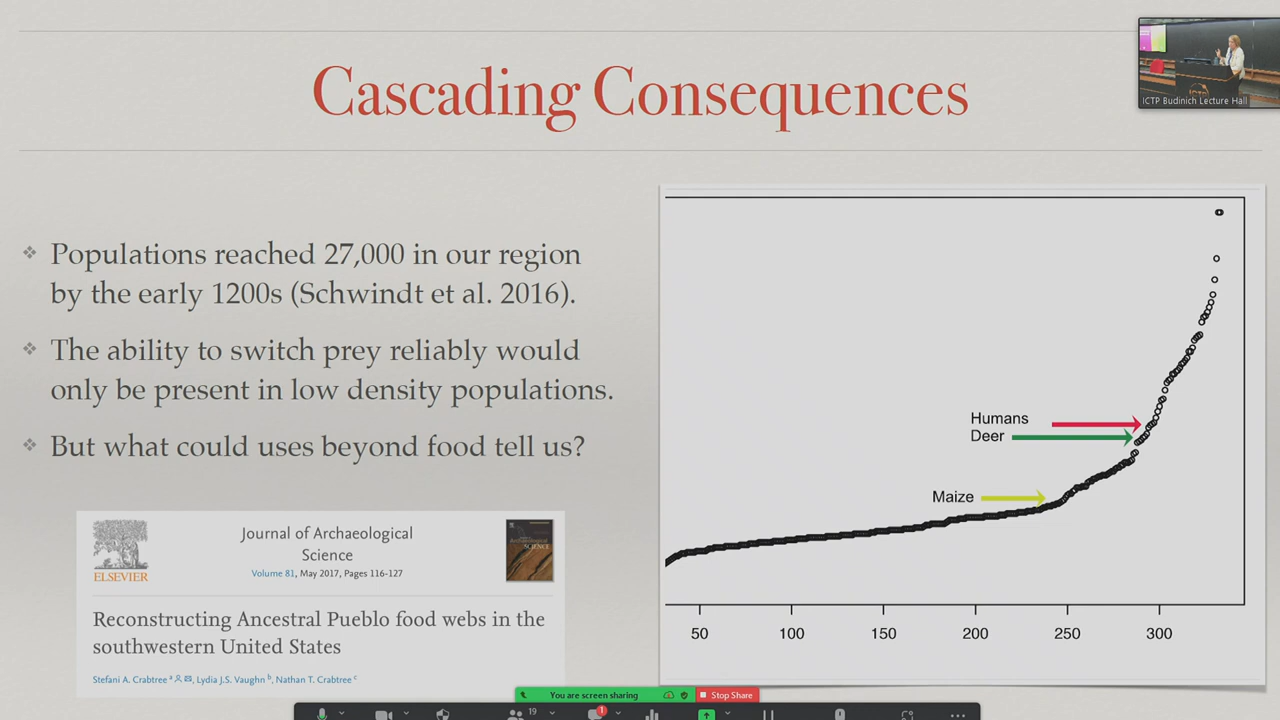 Cascading Consequences
ICTP Budinich Lecture Hall
Populations reached 27,000 in our region
by the early 1200s (Schwindt et al. 2016).
The ability to switch prey reliably would
only be present in low density populations.
But what could uses beyond food tell us?
ELSEVIER
Journal of Archaeological
Science
Volume 81, May 2017, Pages 116-127
Reconstructing Ancestral Pueblo food webs in the
southwestern United States
Stefani A. Crabtree a, Lydia J.S. Vaughn b, Nathan T. Crabtree c
Humans
Deer
Maize
50 100 150 200 250 300
You are screen sharing
Stop Share
19
1